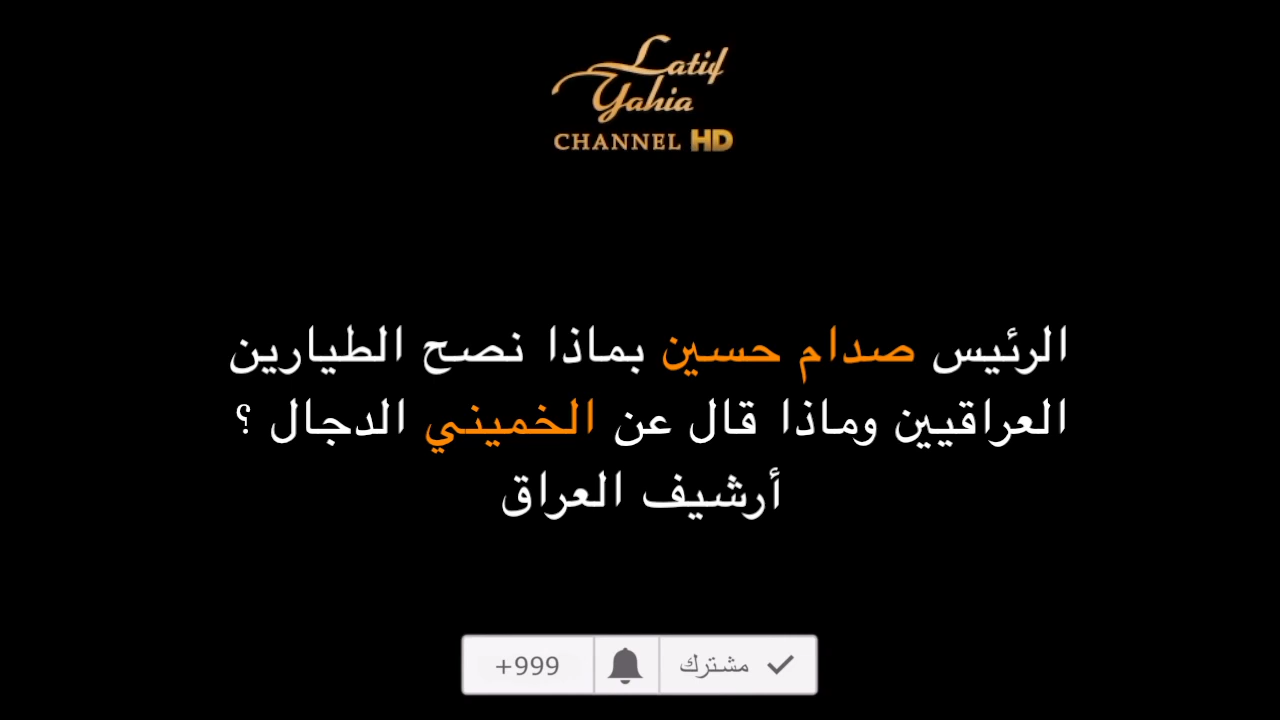 Latif
Yahia
CHANNEL HD
الرئيس صدام حسين بماذا نصح الطيارين
العراقيين وماذا قال عن الخميني الدجال ؟
أرشيف العراق
مشترك
+999